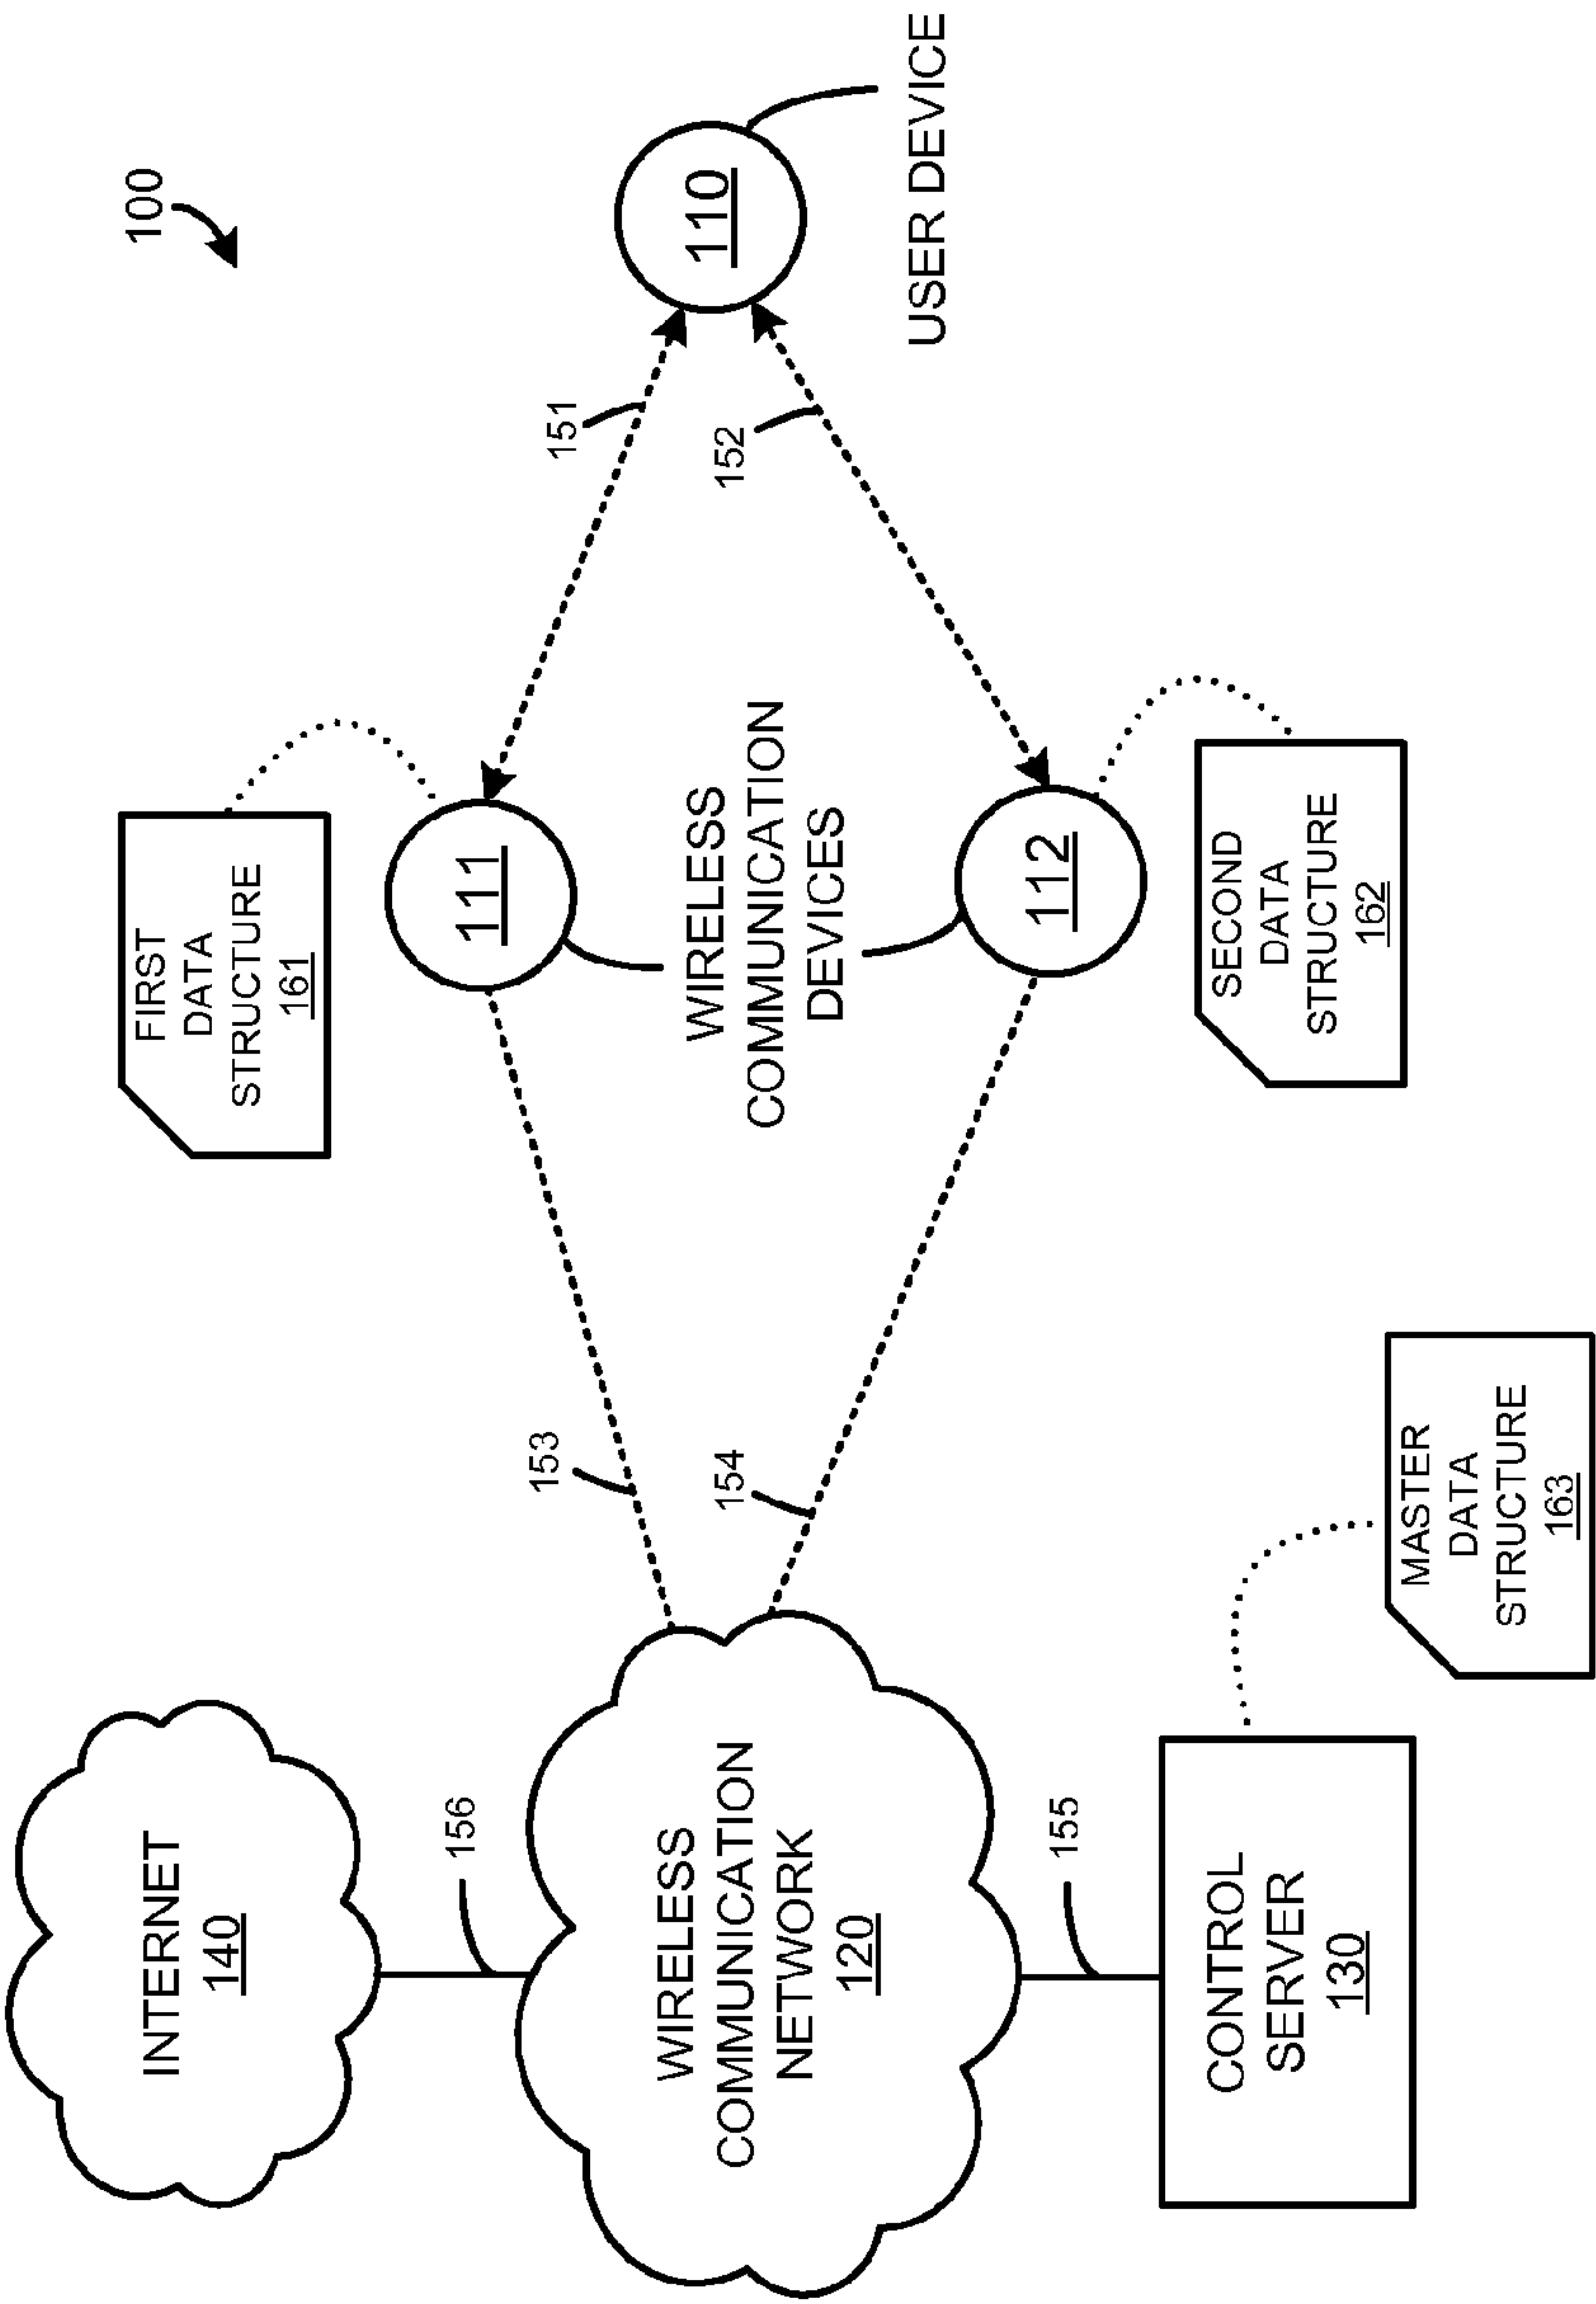 100
INTERNET
140
156
WIRELESS
COMMUNICATION
NETWORK
120
155
CONTROL
SERVER
130
153
154
MASTER
DATA
STRUCTURE
163
FIRST
DATA
STRUCTURE
161
111
WIRELESS
COMMUNICATION
DEVICES
112
SECOND
DATA
STRUCTURE
162
151
152
110
USER DEVICE